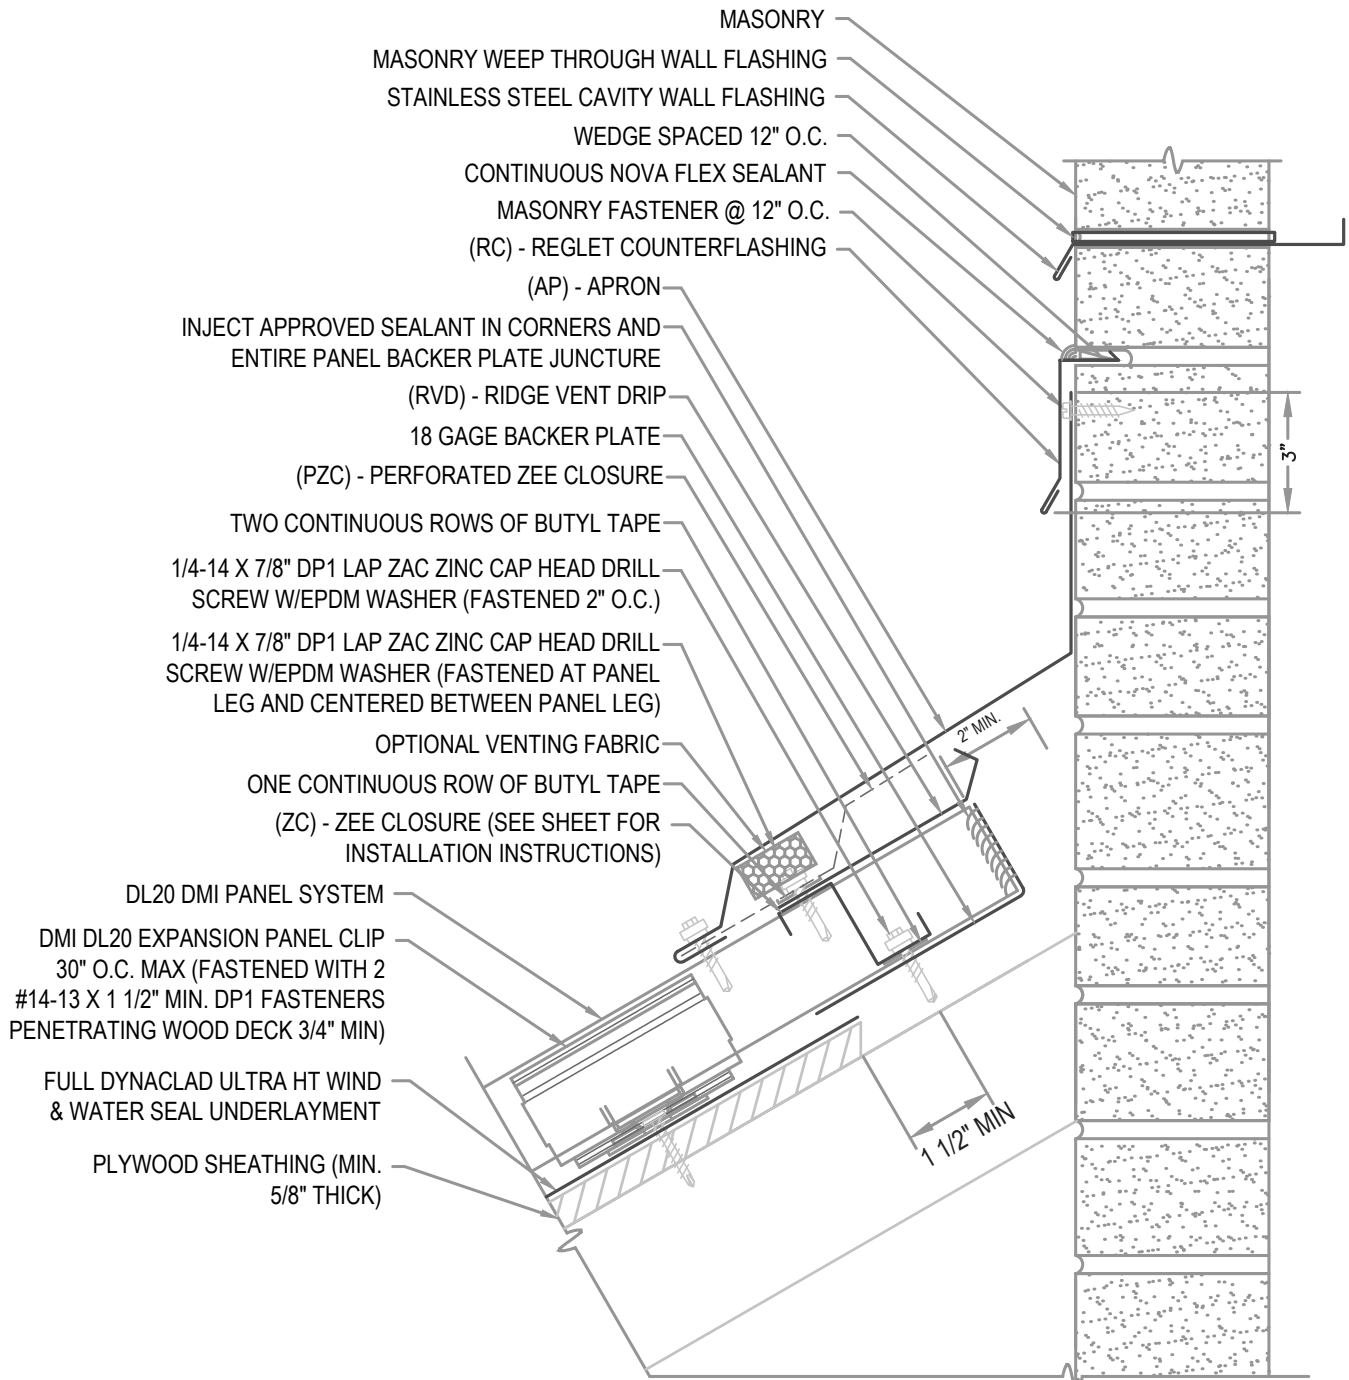 MASONRY
MASONRY WEEP THROUGH WALL FLASHING
STAINLESS STEEL CAVITY WALL FLASHING
WEDGE SPACED 12" O.C.
CONTINUOUS NOVA FLEX SEALANT
MASONRY FASTENER @ 12" O.C.
(RC) - REGLET COUNTERFLASHING
(AP) - APRON
INJECT APPROVED SEALANT IN CORNERS AND
ENTIRE PANEL BACKER PLATE JUNCTURE
(RVD) - RIDGE VENT DRIP
18 GAGE BACKER PLATE
(PZC) - PERFORATED ZEE CLOSURE
TWO CONTINUOUS ROWS OF BUTYL TAPE
1/4-14 X 7/8" DP1 LAP ZAC ZINC CAP HEAD DRILL
SCREW W/EPDM WASHER (FASTENED 2" O.C.)
1/4-14 X 7/8" DP1 LAP ZAC ZINC CAP HEAD DRILL
SCREW W/EPDM WASHER (FASTENED AT PANEL
LEG AND CENTERED BETWEEN PANEL LEG)
OPTIONAL VENTING FABRIC
ONE CONTINUOUS ROW OF BUTYL TAPE
(ZC) - ZEE CLOSURE (SEE SHEET FOR
INSTALLATION INSTRUCTIONS)
DL20 DMI PANEL SYSTEM
DMI DL20 EXPANSION PANEL CLIP
30" O.C. MAX (FASTENED WITH 2
#14-13 X 1 1/2" MIN. DP1 FASTENERS
PENETRATING WOOD DECK 3/4" MIN)
FULL DYNACLAD ULTRA HT WIND
& WATER SEAL UNDERLAYMENT
PLYWOOD SHEATHING (MIN.
5/8" THICK)
3"
2" MIN.
1 1/2" MIN